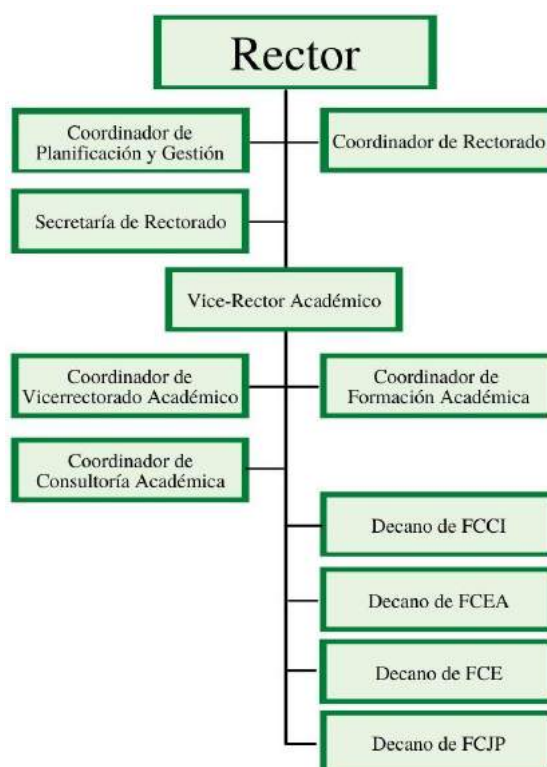 Rector
Coordinador de
Planificación y Gestión
Coordinador de Rectorado
Secretaría de Rectorado
Vice-Rector Académico
Coordinador de
Vicerrectorado Académico
Coordinador de
Formación Académica
Coordinador de
Consultoría Académica
Decano de FCCI
Decano de FCEA
Decano de FCE
Decano de FCJP